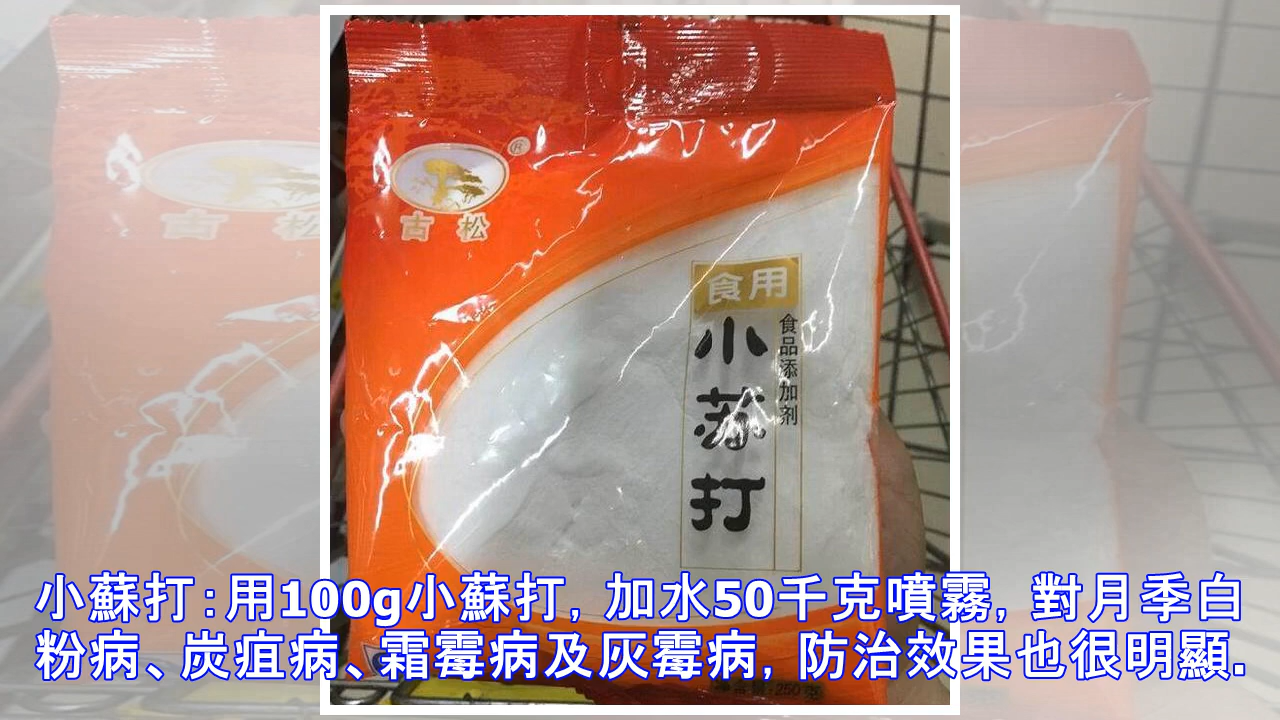 ®
古松
食用
小苏打
食品添加剂
小蘇打：用100g小蘇打，加水50千克噴霧，對月季白
粉病、炭疽病、霜霉病及灰霉病，防治效果也很明顯.